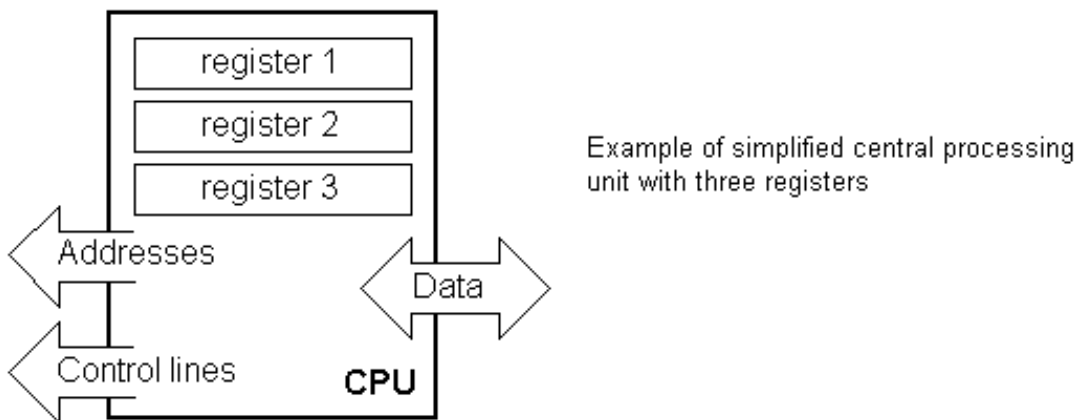 register 1
register 2
register 3
Addresses
Data
Control lines
CPU
Example of simplified central processing
unit with three registers